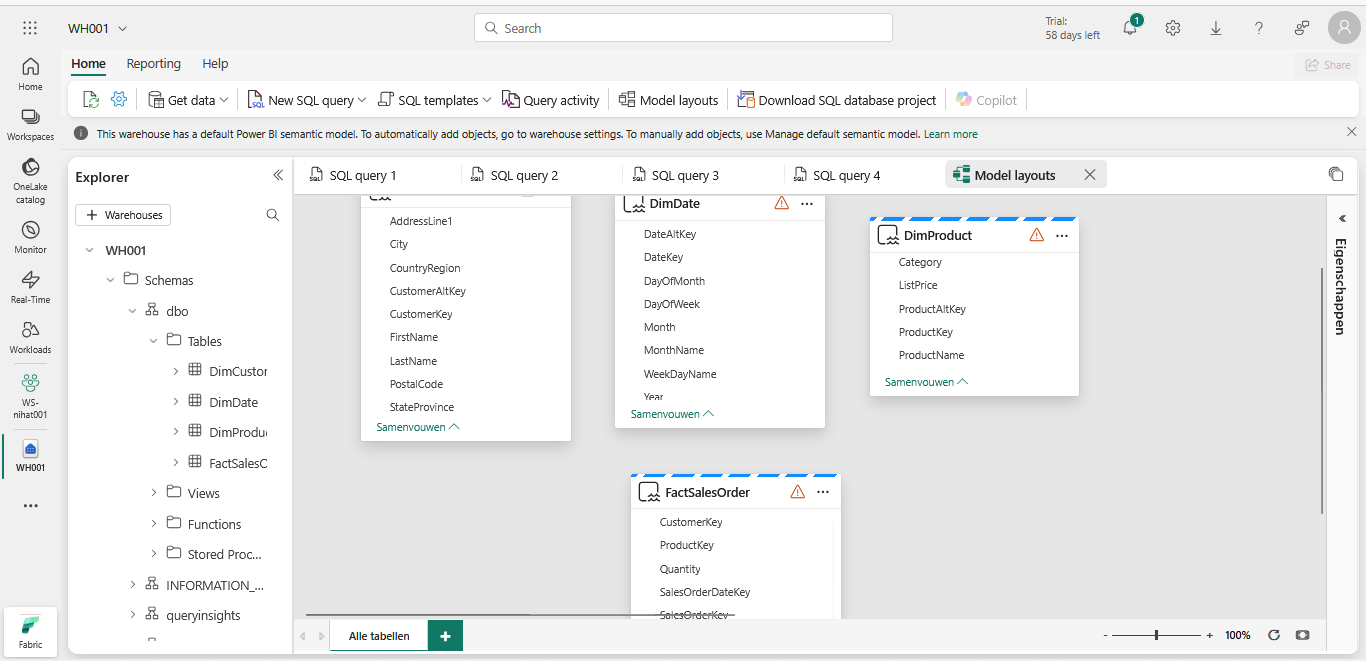 WH001
Search
Trial:
58 days left
1
Home Reporting Help
Share
Get data New SQL query SQL templates Query activity Model layouts Download SQL database project Copilot
This warehouse has a default Power BI semantic model. To automatically add objects, go to warehouse settings. To manually add objects, use Manage default semantic model. Learn more
Home
Workspaces
OneLake
catalog
Monitor
Real-Time
Workloads
WS-
nihat001
WH001
Fabric
Explorer
+ Warehouses
WH001
Schemas
dbo
Tables
DimCustor
DimDate
DimProdu
FactSalesC
Views
Functions
Stored Proc...
INFORMATION_...
queryinsights
SQL query 1 SQL query 2 SQL query 3 SQL query 4 Model layouts
AddressLine1
City
CountryRegion
CustomerAltKey
CustomerKey
FirstName
LastName
PostalCode
StateProvince
Samenvouwen
DimDate
DateAltKey
DateKey
DayOfMonth
DayOfWeek
Month
MonthName
WeekDayName
Year
Samenvouwen
DimProduct
Category
ListPrice
ProductAltKey
ProductKey
ProductName
Samenvouwen
FactSalesOrder
CustomerKey
ProductKey
Quantity
SalesOrderDateKey
SalesOrderKey
Eigenschappen
Alle tabellen
+
- + 100%